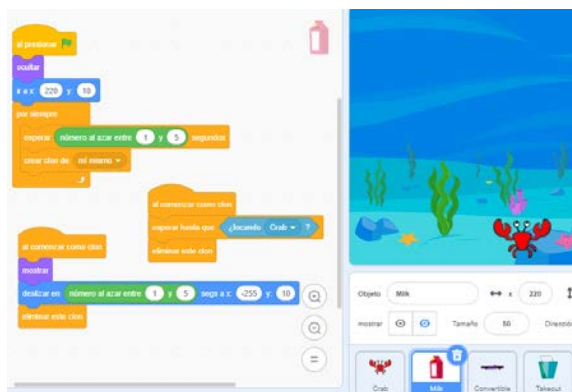 al presionar
ocultar
ir a x: 220 y: 10
por siempre
esperar número al azar entre 1 y 5 segundos
crear clon de mí mismo
al comenzar como clon
esperar hasta que ¿tocando Crab ?
eliminar este clon
al comenzar como clon
mostrar
deslizar en número al azar entre 1 y 5 segs a x: -255 y: 10
eliminar este clon
Objeto Milk x 220
mostrar Tamaño 50 Dirección
Crab Milk Convertible Takeout